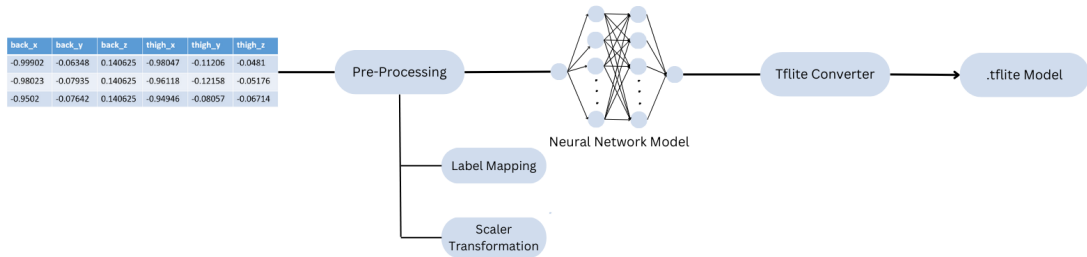 back_x back_y back_z thigh_x thigh_y thigh_z
-0.99902 -0.06348 0.140625 -0.98047 -0.11206 -0.0481
-0.98023 -0.07935 0.140625 -0.96118 -0.12158 -0.05176
-0.9502 -0.07642 0.140625 -0.94946 -0.08057 -0.06714
Pre-Processing
Label Mapping
Scaler
Transformation
Neural Network Model
Tflite Converter
.tflite Model